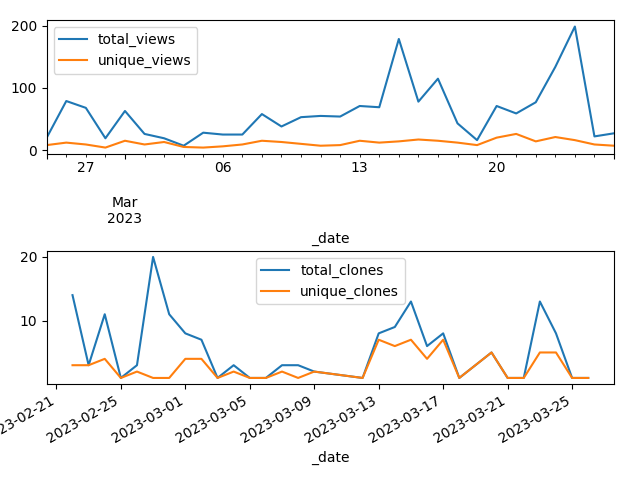 200
100
0
total_views
unique_views
27
06
13
20
Mar
2023
_date
20
10
total_clones
unique_clones
23-02-21
2023-02-25
2023-03-01
2023-03-05
2023-03-09
2023-03-13
2023-03-17
2023-03-21
2023-03-25
_date